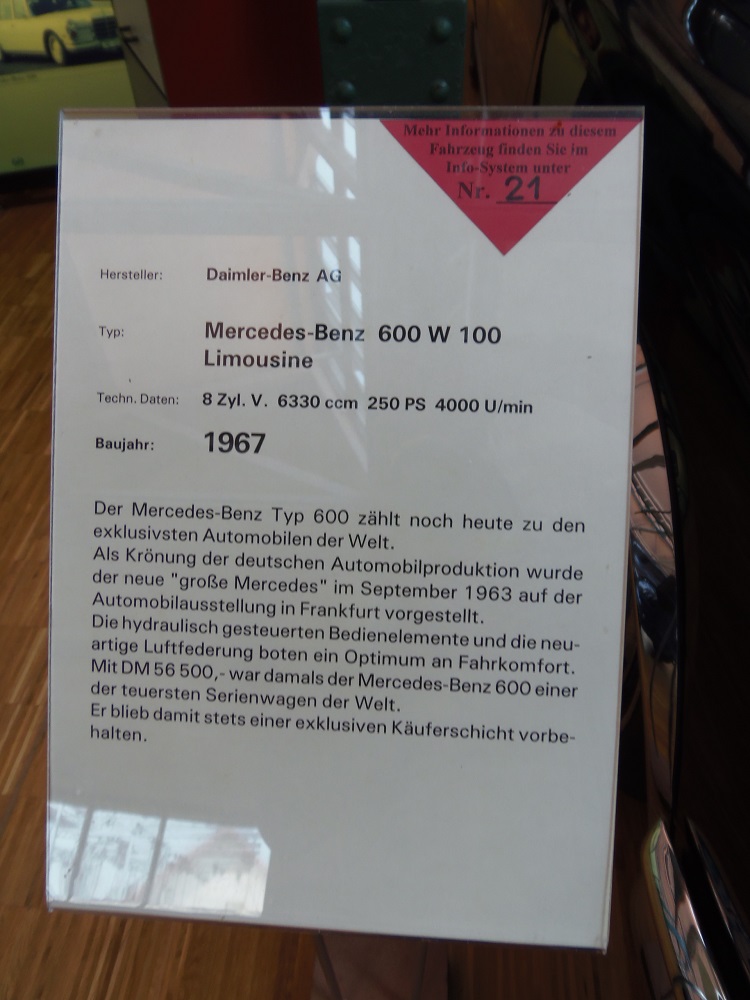 Mehr Informationen zu diesem
Fahrzeug finden Sie im
Info-System unter
Nr. 21
Hersteller: Daimler-Benz AG
Typ: Mercedes-Benz 600 W 100
Limousine
Techn. Daten: 8 Zyl. V. 6330 ccm 250 PS 4000 U/min
Baujahr: 1967
Der Mercedes-Benz Typ 600 zählt noch heute zu den
exklusivsten Automobilen der Welt.
Als Krönung der deutschen Automobilproduktion wurde
der neue "große Mercedes" im September 1963 auf der
Automobilausstellung in Frankfurt vorgestellt.
Die hydraulisch gesteuerten Bedienelemente und die neu-
artige Luftfederung boten ein Optimum an Fahrkomfort.
Mit DM 56 500,- war damals der Mercedes-Benz 600 einer
der teuersten Serienwagen der Welt.
Er blieb damit stets einer exklusiven Käuferschicht vorbe-
halten.